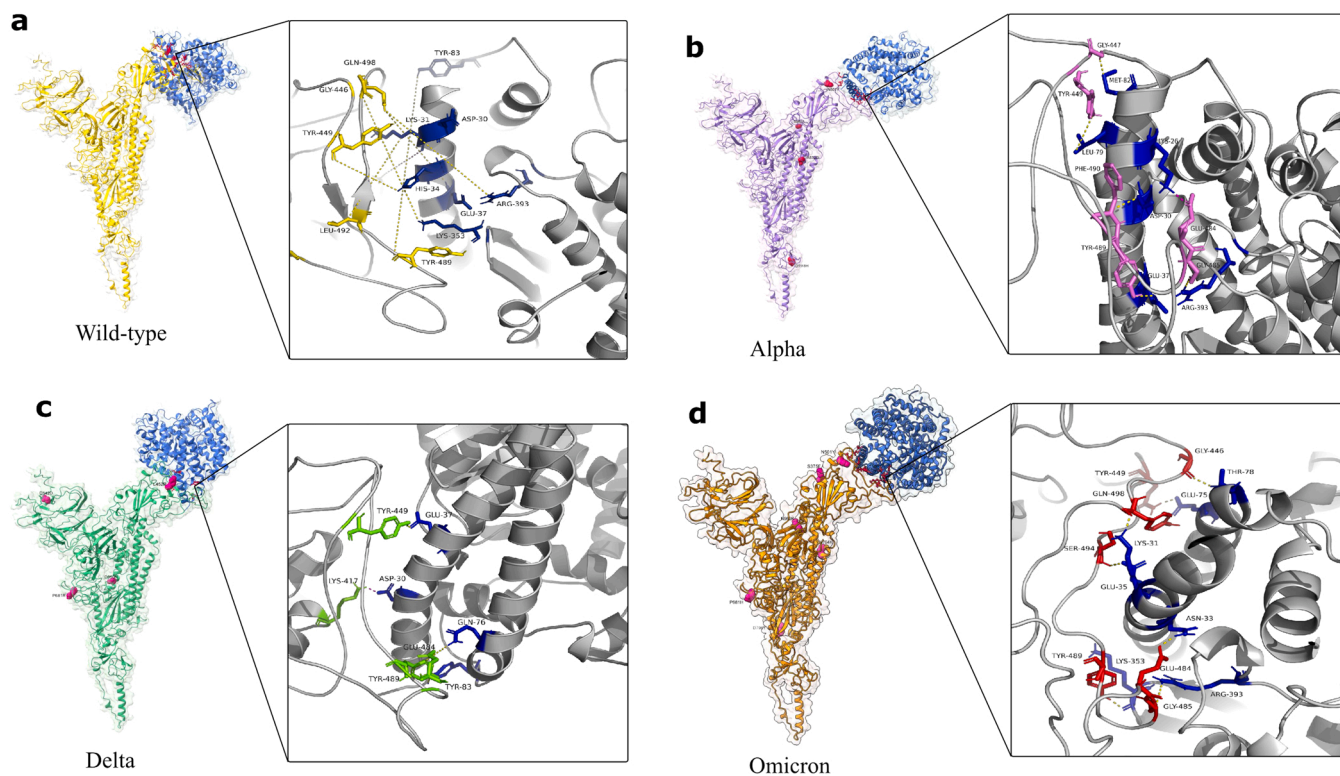 a
TYR-83
GLN-498
GLY-446
LYS-31
ASP-30
TYR-449
HIS-34
GLU-37
ARG-393
LEU-492
LYS-353
TYR-489
Wild-type
b
GLY-447
MET-82
TYR-449
LEU-79
PHE-490
ASP-30
GLU-484
TYR-489
GLU-37
ARG-393
Alpha
c
TYR-449
GLU-37
LYS-417
ASP-30
GLN-76
GLU-484
TYR-489
TYR-83
Delta
d
GLY-446
TYR-449
THR-78
GLN-498
GLU-75
SER-494
LYS-31
GLU-35
ASN-33
TYR-489
LYS-353
GLU-484
ARG-393
GLY-485
Omicron